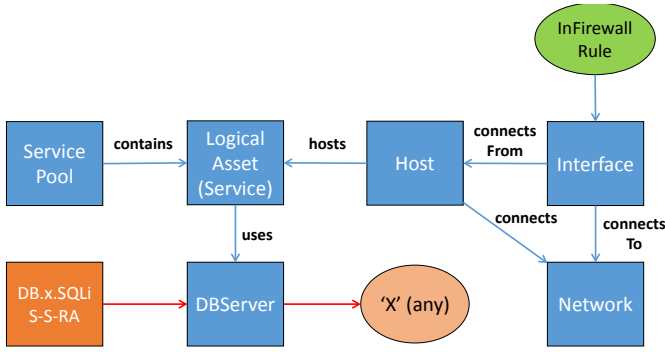 InFirewall
Rule
Service
Pool
contains
Logical
Asset
(Service)
hosts
Host
connects
From
Interface
uses
connects
connects
To
DB.x.SQLi
S-S-RA
DBServer
‘X’ (any)
Network